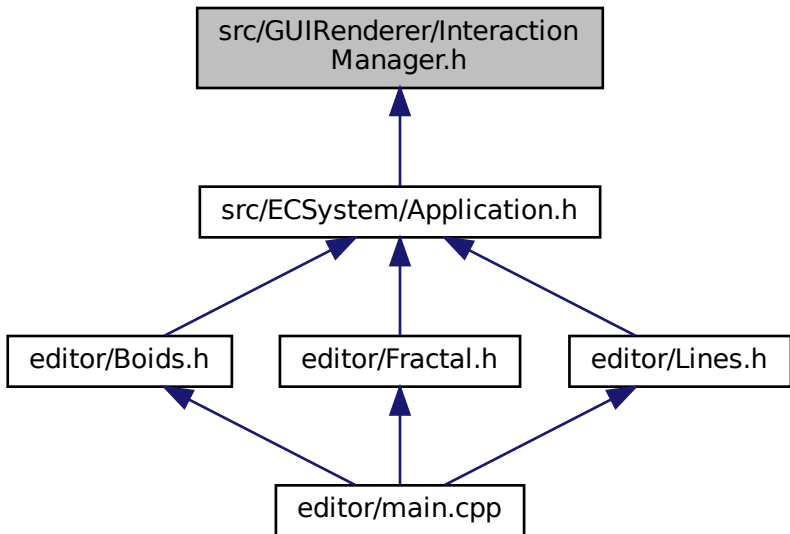 src/GUIRenderer/Interaction
Manager.h
src/ECSystem/Application.h
editor/Boids.h
editor/Fractal.h
editor/Lines.h
editor/main.cpp